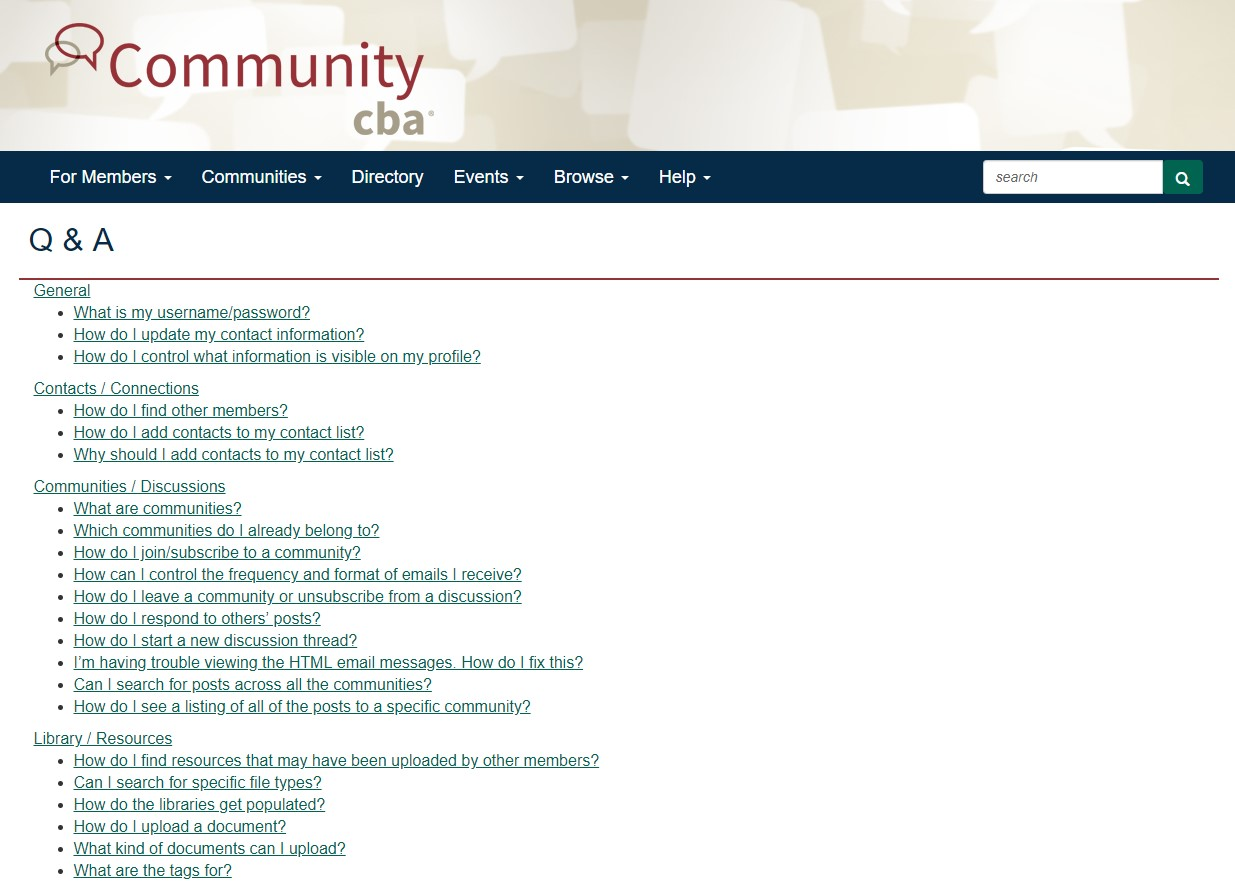 Community
cba
For Members
Communities
Directory
Events
Browse
Help
search
Q & A
General
What is my username/password?
How do I update my contact information?
How do I control what information is visible on my profile?
Contacts / Connections
How do I find other members?
How do I add contacts to my contact list?
Why should I add contacts to my contact list?
Communities / Discussions
What are communities?
Which communities do I already belong to?
How do I join/subscribe to a community?
How can I control the frequency and format of emails I receive?
How do I leave a community or unsubscribe from a discussion?
How do I respond to others’ posts?
How do I start a new discussion thread?
I’m having trouble viewing the HTML email messages. How do I fix this?
Can I search for posts across all the communities?
How do I see a listing of all of the posts to a specific community?
Library / Resources
How do I find resources that may have been uploaded by other members?
Can I search for specific file types?
How do the libraries get populated?
How do I upload a document?
What kind of documents can I upload?
What are the tags for?